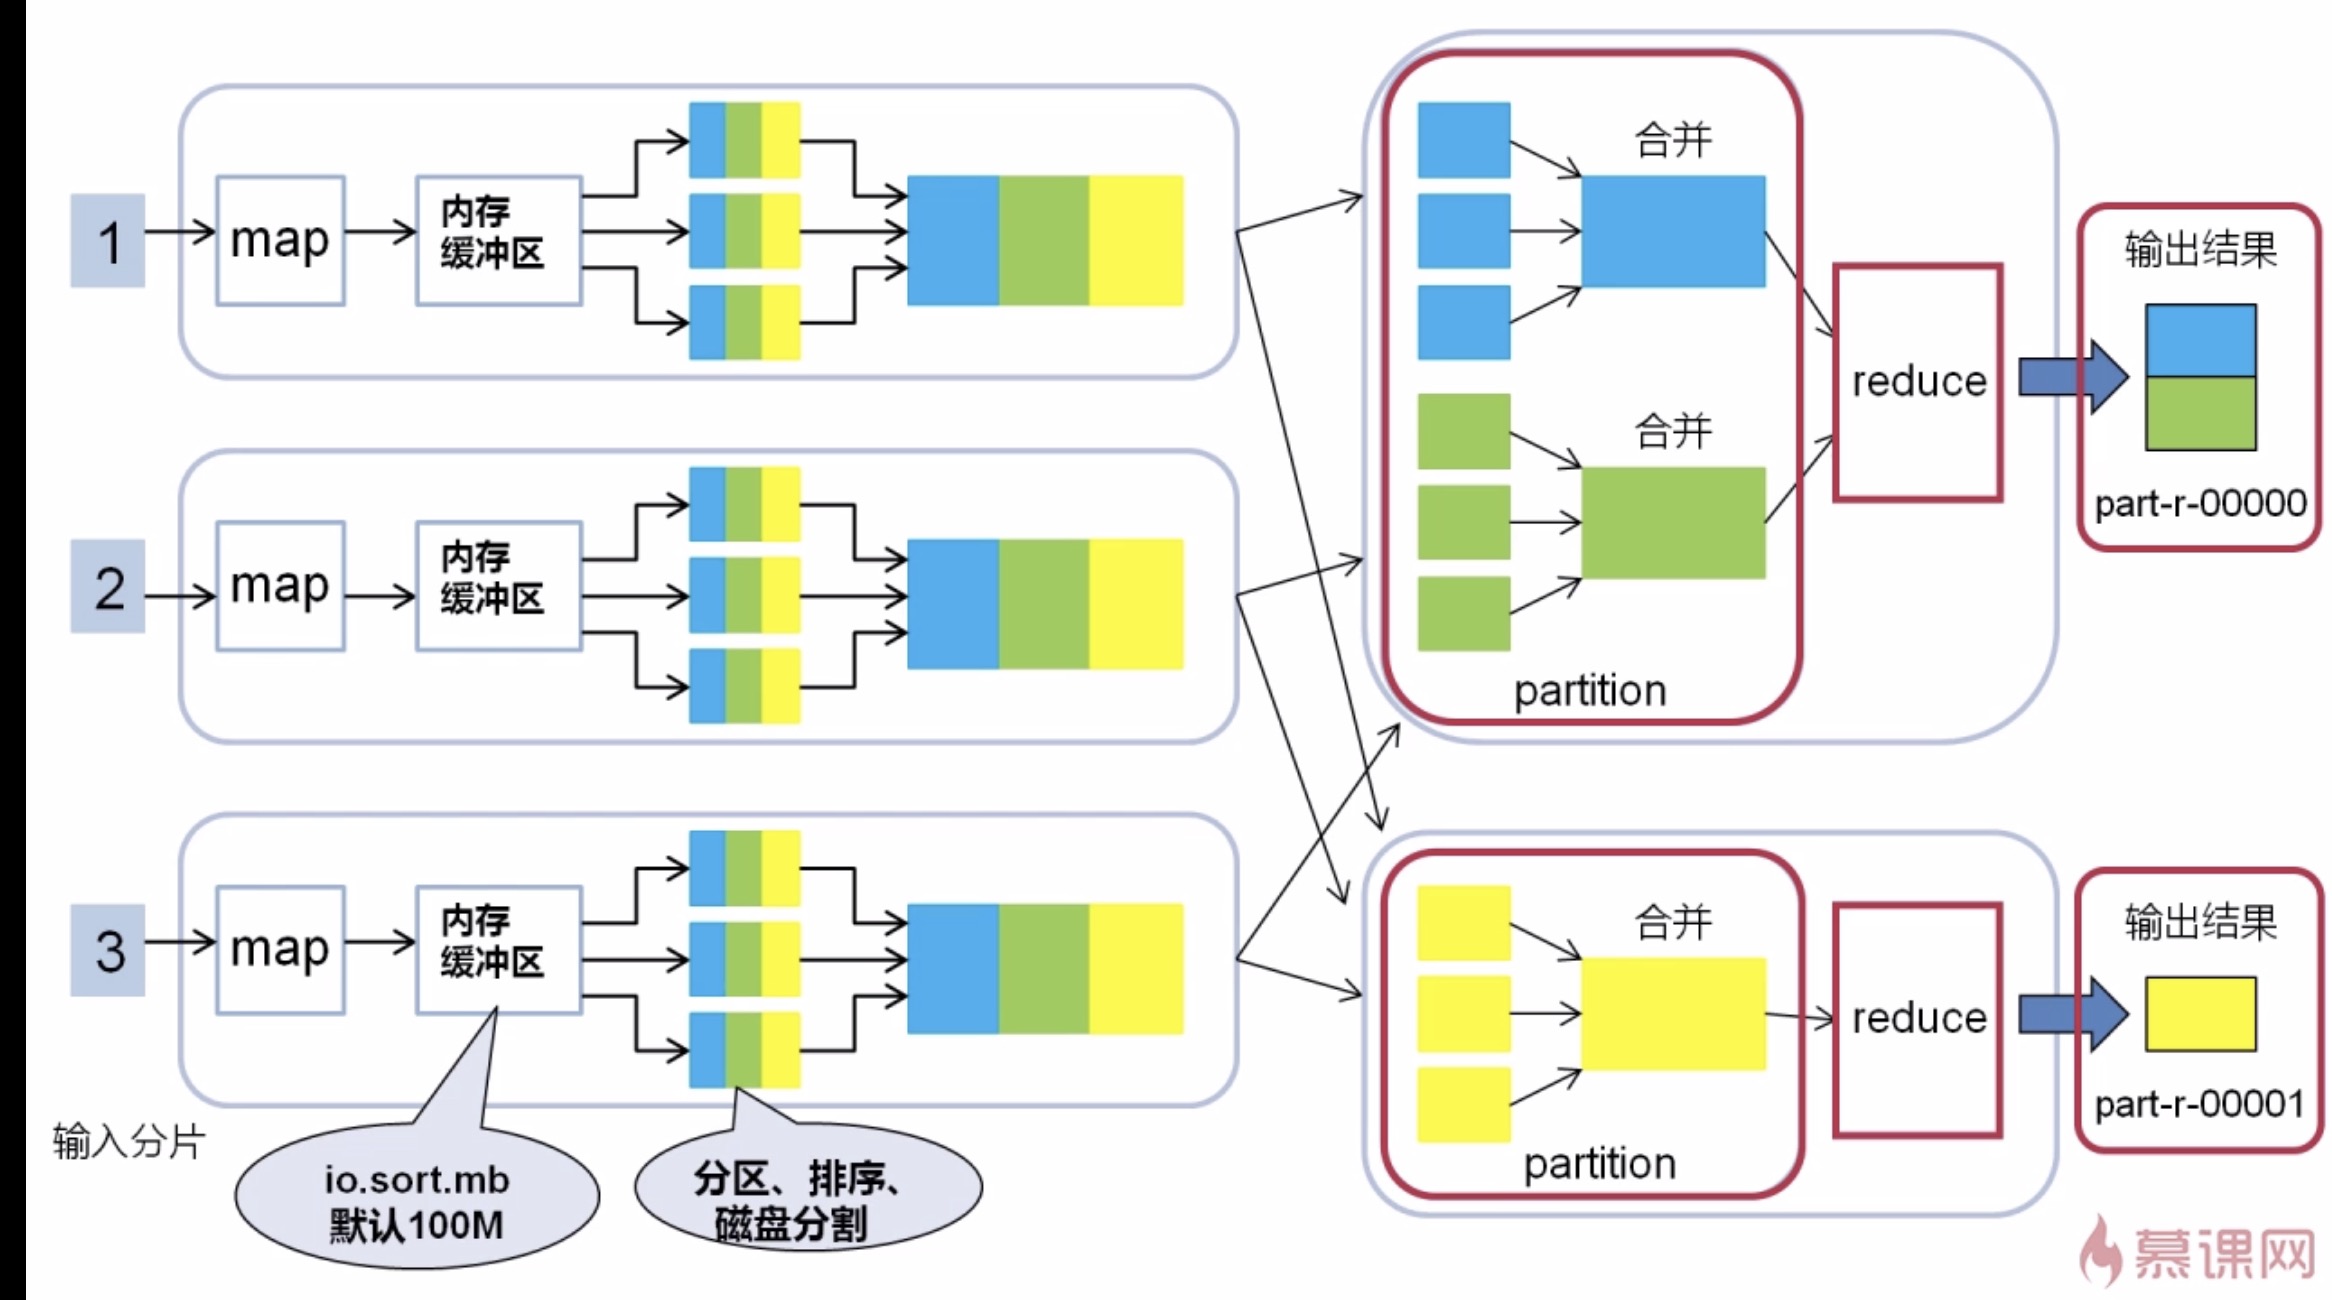 1
map
内存
缓冲区
2
map
内存
缓冲区
3
map
内存
缓冲区
输入分片
io.sort.mb
默认100M
分区、排序、
磁盘分割
合并
合并
partition
reduce
输出结果
part-r-00000
合并
partition
reduce
输出结果
part-r-00001
慕课网